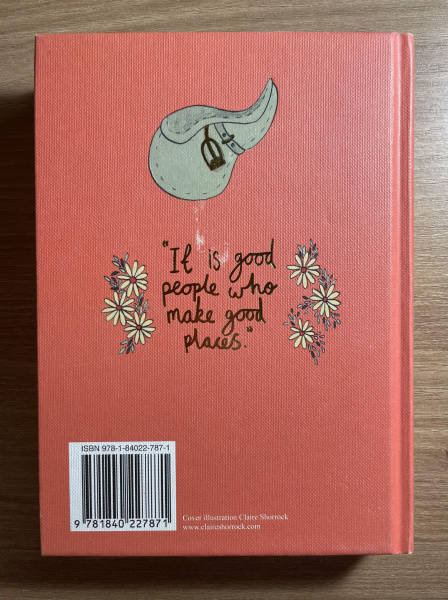 "It is good
people who
make good
places."
ISBN 978-1-84022-787-1
9 781840 227871
Cover illustration Claire Shorrock
www.claireshorrock.com